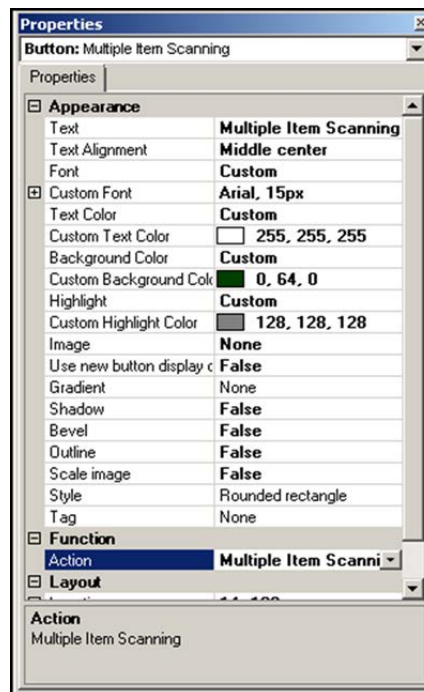 Properties
Button: Multiple Item Scanning
Properties
Appearance
Text Multiple Item Scanning
Text Alignment Middle center
Font Custom
Custom Font Arial, 15px
Text Color Custom
Custom Text Color 255, 255, 255
Background Color Custom
Custom Background Colo 0, 64, 0
Highlight Custom
Custom Highlight Color 128, 128, 128
Image None
Use new button display c False
Gradient None
Shadow False
Bevel False
Outline False
Scale image False
Style Rounded rectangle
Tag None
Function
Action Multiple Item Scanni
Layout
Action
Multiple Item Scanning